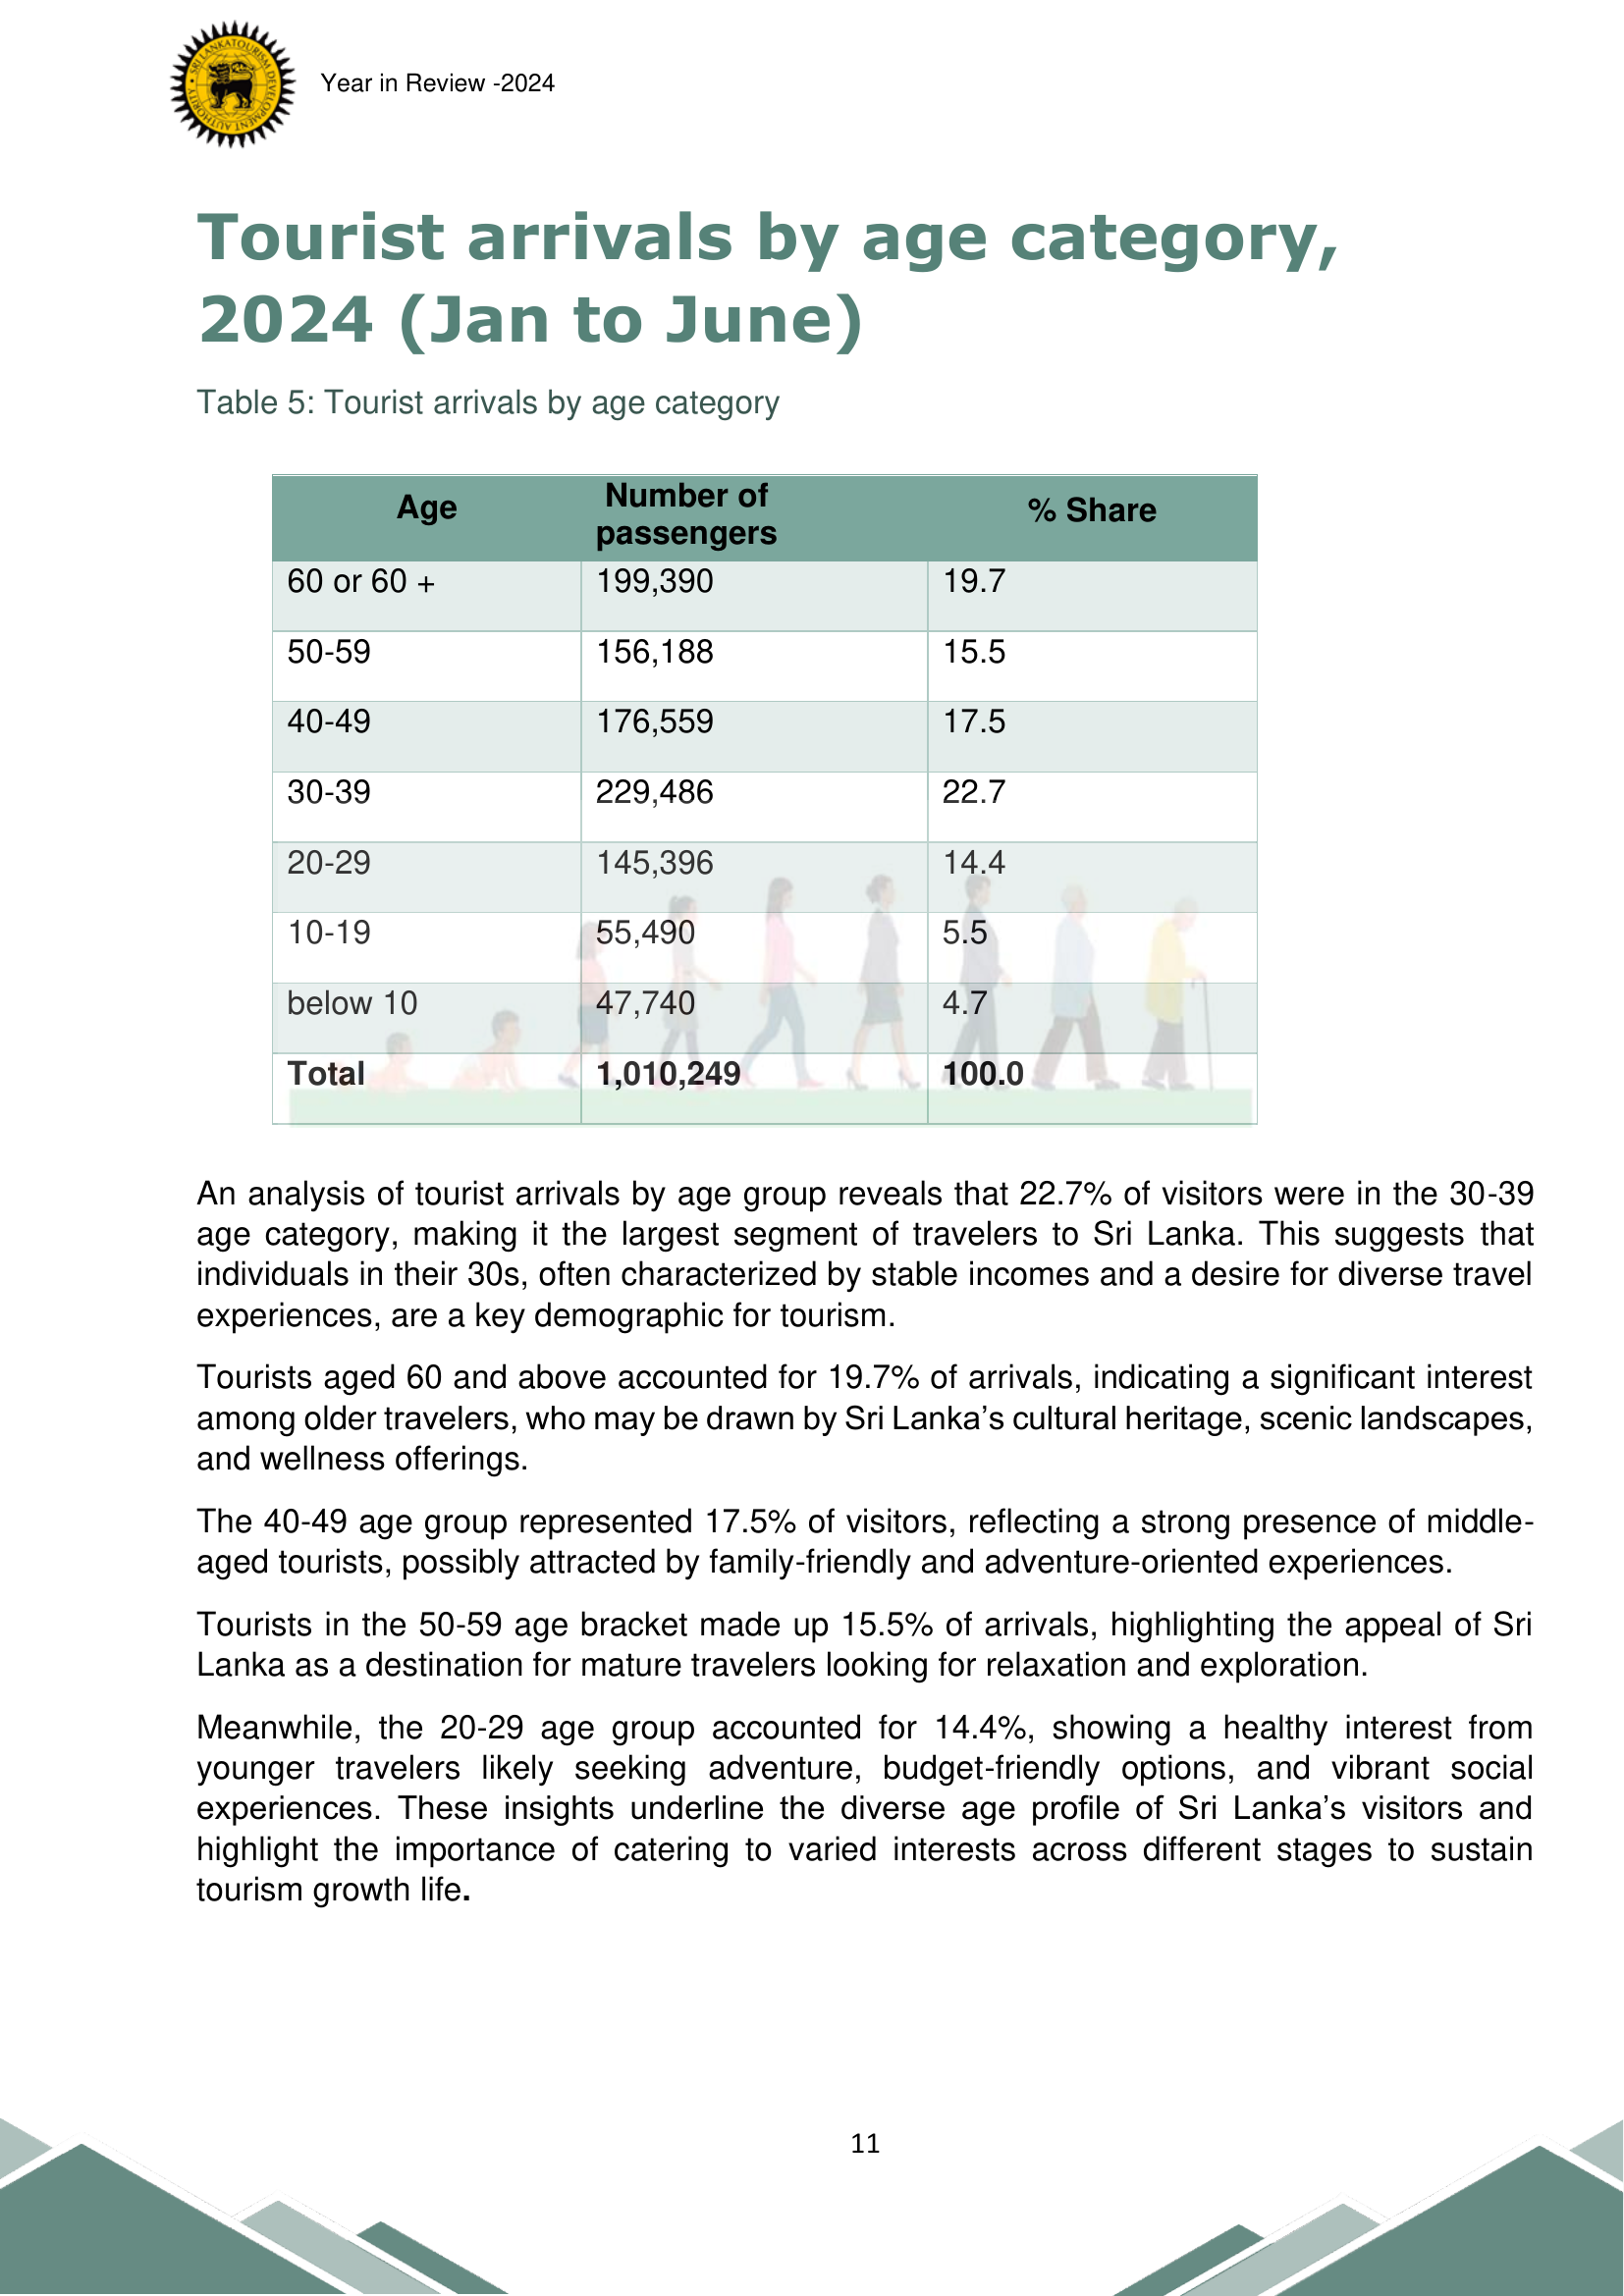 SRI LANKA TOURISM DEVELOPMENT AUTHORITY
Year in Review -2024
Tourist arrivals by age category,
2024 (Jan to June)
Table 5: Tourist arrivals by age category
Age Number of passengers % Share
60 or 60 + 199,390 19.7
50-59 156,188 15.5
40-49 176,559 17.5
30-39 229,486 22.7
20-29 145,396 14.4
10-19 55,490 5.5
below 10 47,740 4.7
Total 1,010,249 100.0
An analysis of tourist arrivals by age group reveals that 22.7% of visitors were in the 30-39
age category, making it the largest segment of travelers to Sri Lanka. This suggests that
individuals in their 30s, often characterized by stable incomes and a desire for diverse travel
experiences, are a key demographic for tourism.
Tourists aged 60 and above accounted for 19.7% of arrivals, indicating a significant interest
among older travelers, who may be drawn by Sri Lanka’s cultural heritage, scenic landscapes,
and wellness offerings.
The 40-49 age group represented 17.5% of visitors, reflecting a strong presence of middle-
aged tourists, possibly attracted by family-friendly and adventure-oriented experiences.
Tourists in the 50-59 age bracket made up 15.5% of arrivals, highlighting the appeal of Sri
Lanka as a destination for mature travelers looking for relaxation and exploration.
Meanwhile, the 20-29 age group accounted for 14.4%, showing a healthy interest from
younger travelers likely seeking adventure, budget-friendly options, and vibrant social
experiences. These insights underline the diverse age profile of Sri Lanka’s visitors and
highlight the importance of catering to varied interests across different stages to sustain
tourism growth life.
11